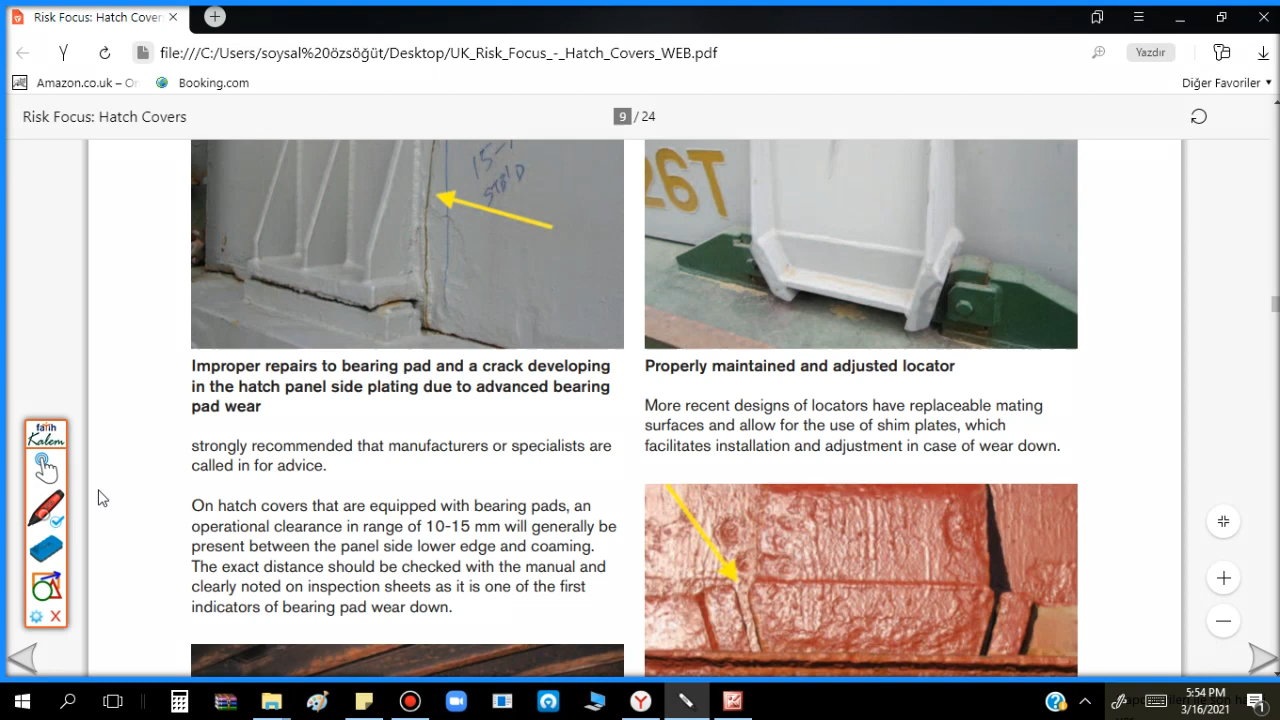 Risk Focus: Hatch Cover
file:///C:/Users/soysal%20özsöğüt/Desktop/UK_Risk_Focus_-_Hatch_Covers_WEB.pdf
Yazdır
Amazon.co.uk – Or
Booking.com
Diğer Favoriler
Risk Focus: Hatch Covers
9 / 24
15-
STB'D
26T
Improper repairs to bearing pad and a crack developing
in the hatch panel side plating due to advanced bearing
pad wear
strongly recommended that manufacturers or specialists are
called in for advice.
On hatch covers that are equipped with bearing pads, an
operational clearance in range of 10-15 mm will generally be
present between the panel side lower edge and coaming.
The exact distance should be checked with the manual and
clearly noted on inspection sheets as it is one of the first
indicators of bearing pad wear down.
Properly maintained and adjusted locator
More recent designs of locators have replaceable mating
surfaces and allow for the use of shim plates, which
facilitates installation and adjustment in case of wear down.
fatih
Kalem
5:54 PM
3/16/2021